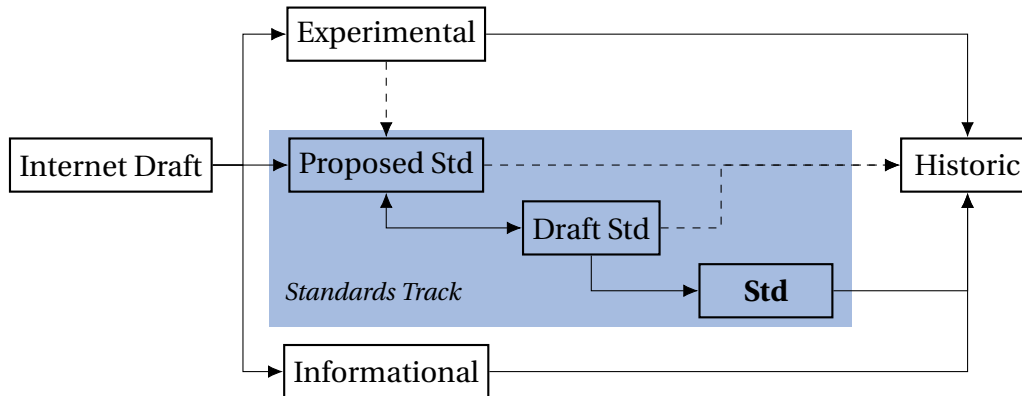 Experimental
Internet Draft
Proposed Std
Historic
Draft Std
Standards Track
Std
Informational